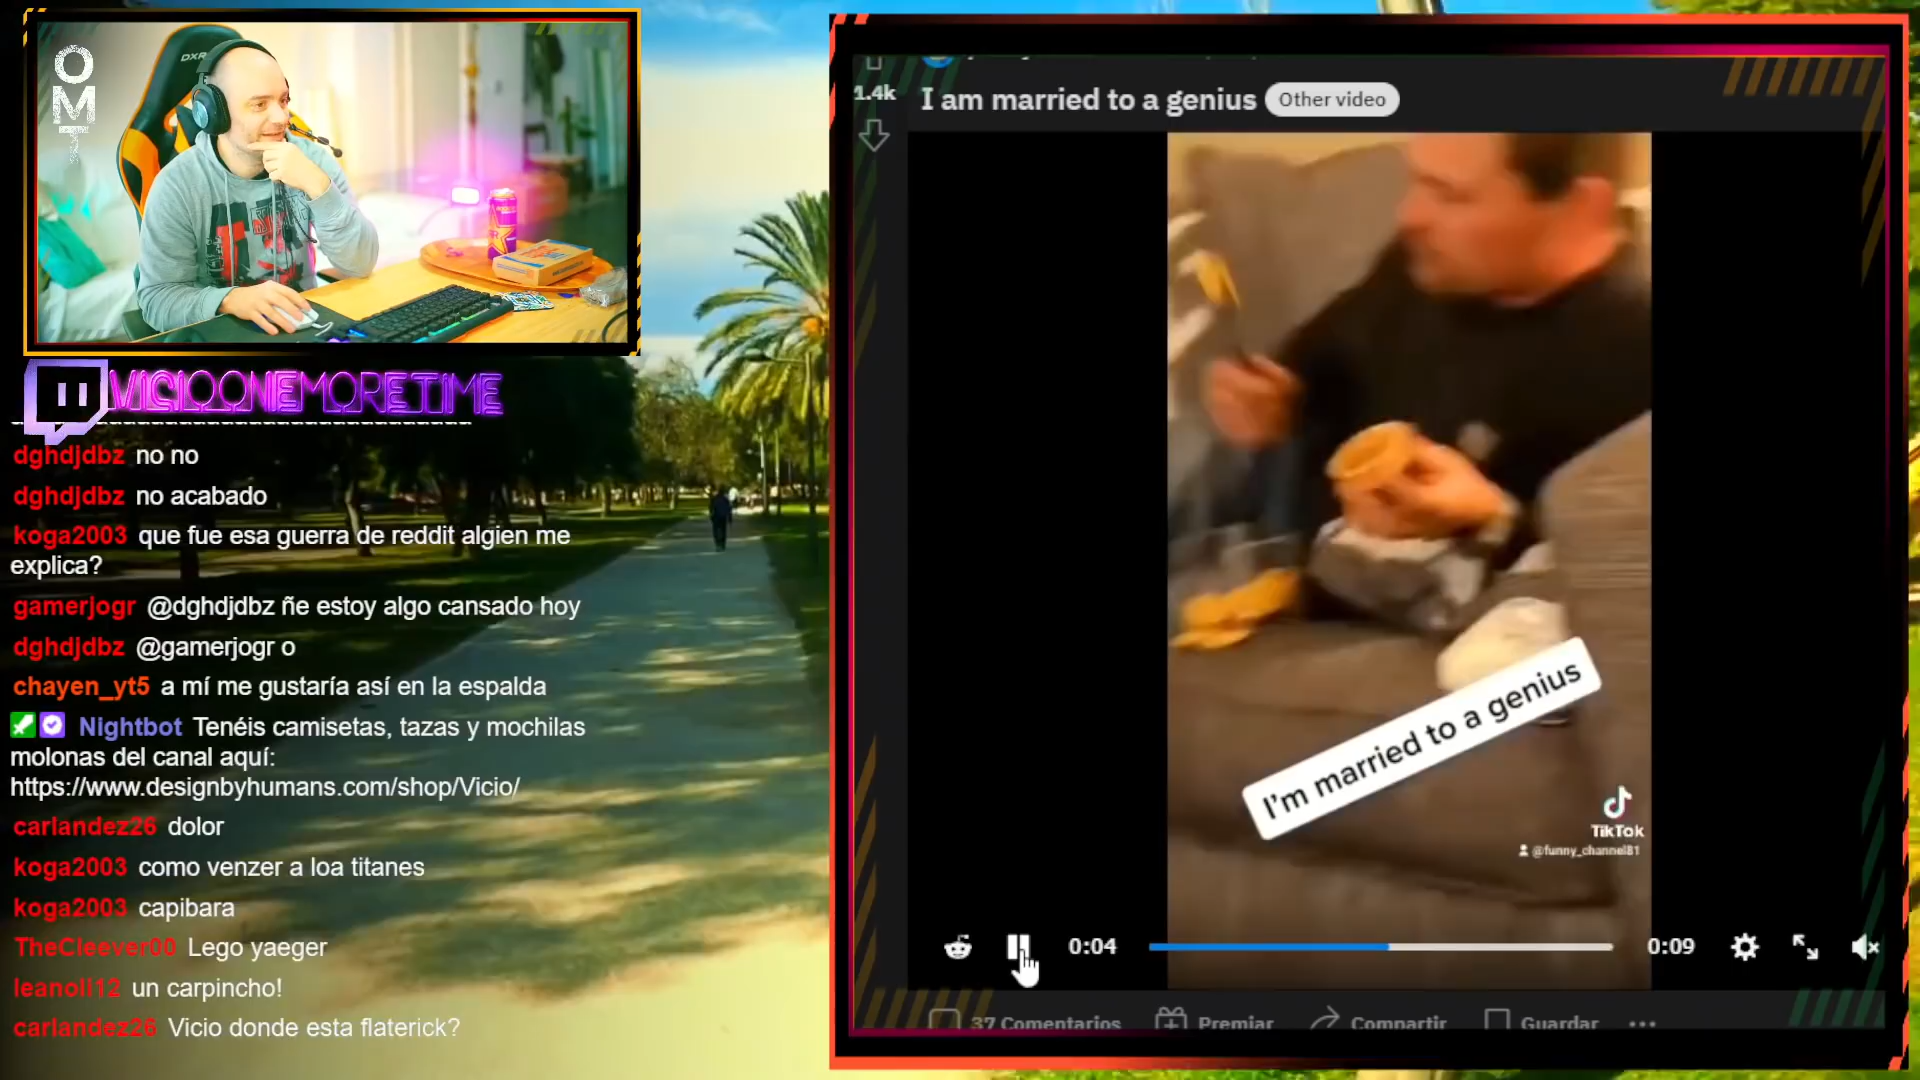 OMT
DXR
VICIOONEMORETIME
dghdjdbz no no
dghdjdbz no acabado
koga2003 que fue esa guerra de reddit algien me
explica?
gamerjogr @dghdjdbz ñe estoy algo cansado hoy
dghdjdbz @gamerjogr o
chayen_yt5 a mí me gustaría así en la espalda
Nightbot Tenéis camisetas, tazas y mochilas
molonas del canal aquí:
https://www.designbyhumans.com/shop/Vicio/
carlandez26 dolor
koga2003 como venzer a loa titanes
koga2003 capibara
TheCleever00 Lego yaeger
leanoli12 un carpincho!
carlandez26 Vicio donde esta flaterick?
1.4k
I am married to a genius Other video
I'm married to a genius
TikTok
@funny_channel81
0:04 0:09
37 Comentarios Premiar Compartir Guardar ...